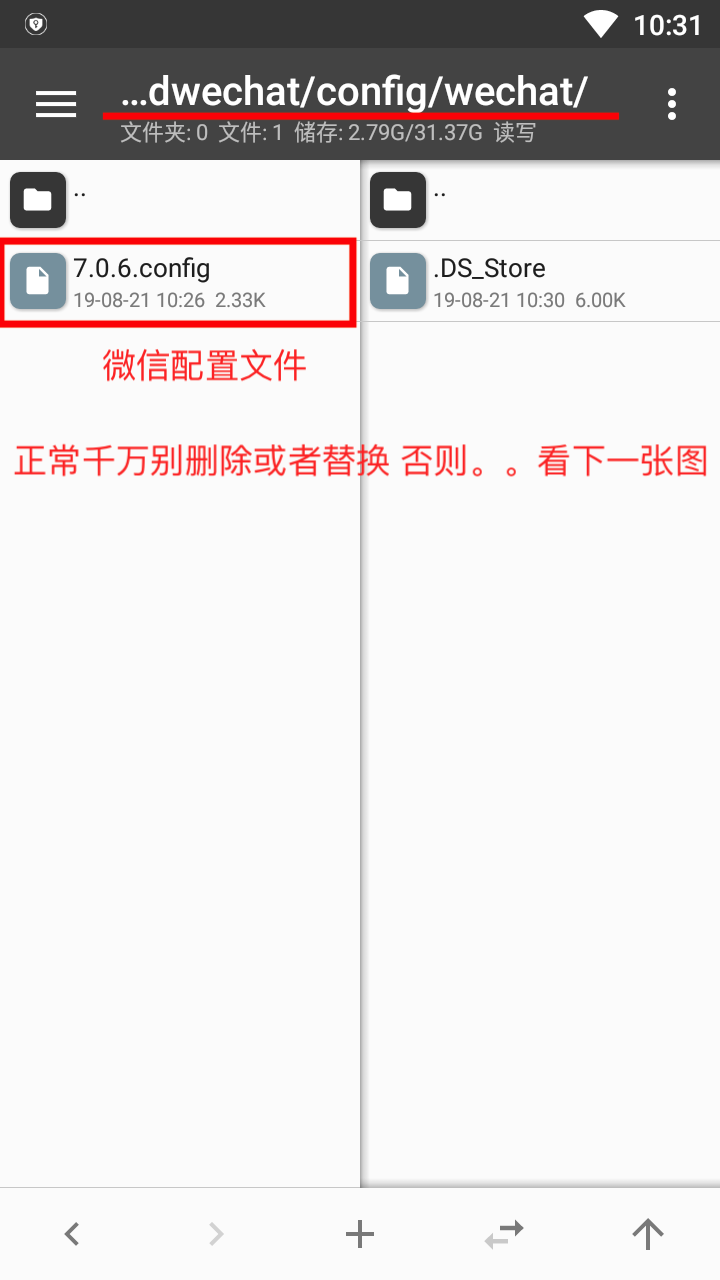 10:31
...dwechat/config/wechat/
文件夹: 0 文件: 1 储存: 2.79G/31.37G 读写
..
7.0.6.config
19-08-21 10:26 2.33K
..
.DS_Store
19-08-21 10:30 6.00K
微信配置文件
正常千万别删除或者替换 否则。。看下一张图